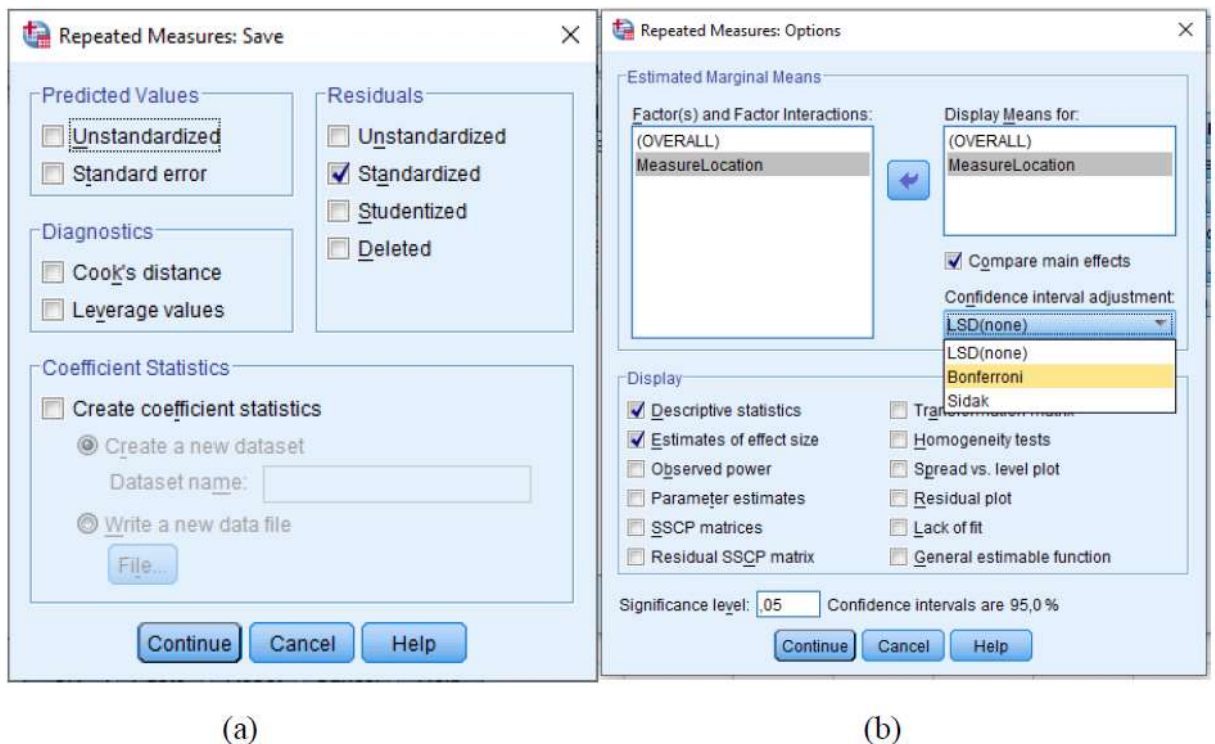 Repeated Measures: Save
Predicted Values
Unstandardized
Standard error
Residuals
Unstandardized
Standardized
Studentized
Deleted
Diagnostics
Cook's distance
Leverage values
Coefficient Statistics
Create coefficient statistics
Create a new dataset
Dataset name:
Write a new data file
File...
Continue Cancel Help
(a)
Repeated Measures: Options
Estimated Marginal Means
Factor(s) and Factor Interactions:
(OVERALL)
MeasureLocation
Display Means for:
(OVERALL)
MeasureLocation
Compare main effects
Confidence interval adjustment:
LSD(none)
LSD(none)
Bonferroni
Sidak
Display
Descriptive statistics
Estimates of effect size
Observed power
Parameter estimates
SSCP matrices
Residual SSCP matrix
Homogeneity tests
Spread vs. level plot
Residual plot
Lack of fit
General estimable function
Significance level: ,05 Confidence intervals are 95,0 %
Continue Cancel Help
(b)